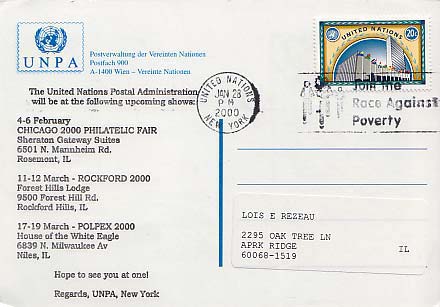 UNPA
Postverwaltung der Vereinten Nationen
Postfach 900
A-1400 Wien – Vereinte Nationen
The United Nations Postal Administration
will be at the following upcoming shows:
4-6 February
CHICAGO 2000 PHILATELIC FAIR
Sheraton Gateway Suites
6501 N. Mannheim Rd.
Rosemont, IL
11-12 March - ROCKFORD 2000
Forest Hills Lodge
9500 Forest Hill Rd.
Rockford Hills, IL
17-19 March - POLPEX 2000
House of the White Eagle
6839 N. Milwaukee Av
Niles, IL
Hope to see you at one!
Regards, UNPA, New York
UNITED NATIONS
JAN 28
PM
2000
NEW YORK
UNITED NATIONS
20c
Join the
Race Against
Poverty
LOIS E REZEAU
2295 OAK TREE LN
APRK RIDGE IL
60068-1519